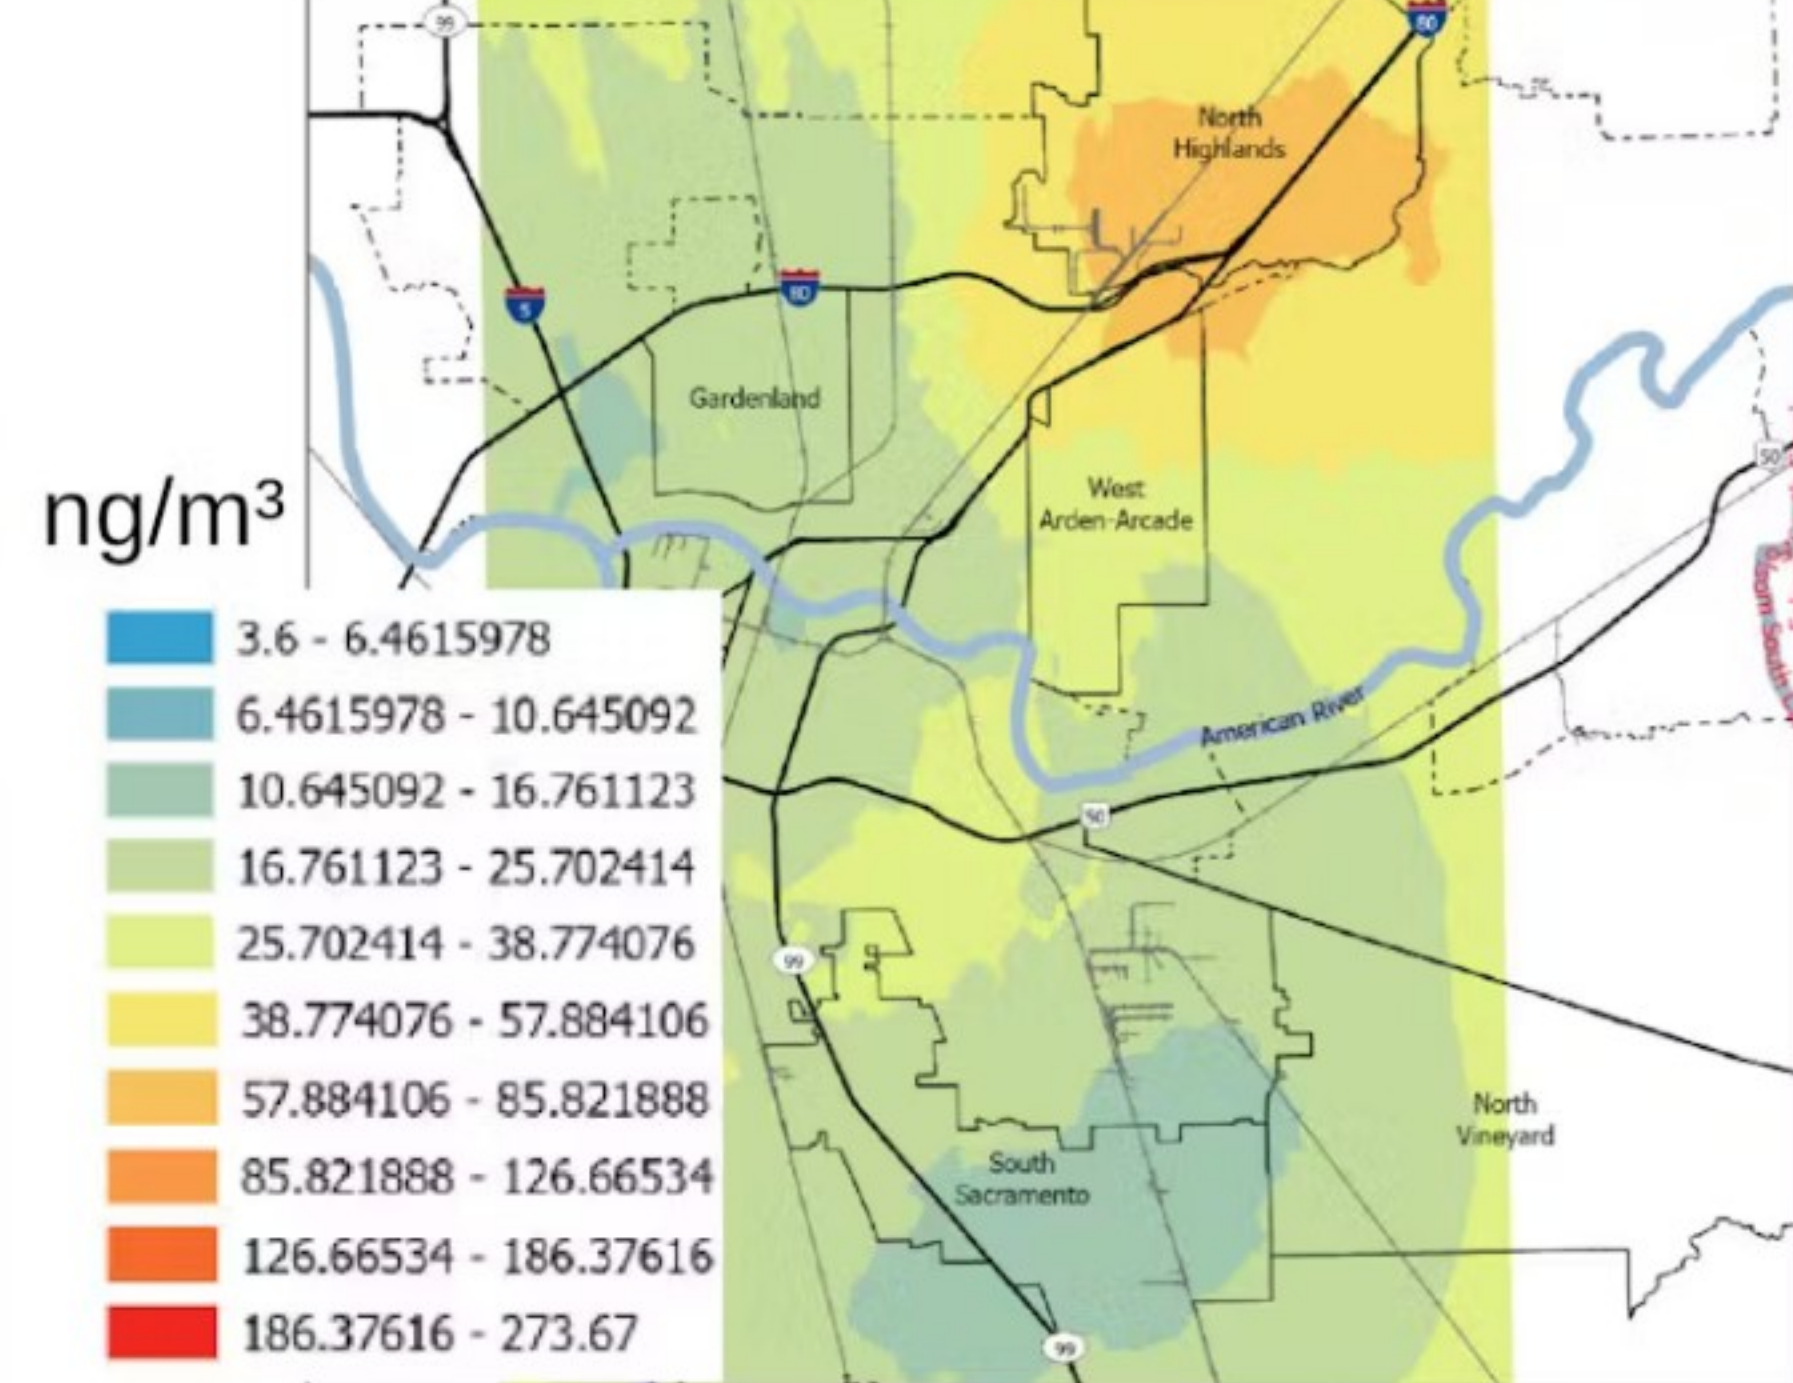 99
80
North
Highlands
5
80
Gardenland
50
ng/m³
West
Arden-Arcade
3.6 - 6.4615978
6.4615978 - 10.645092
American River
10.645092 - 16.761123
50
16.761123 - 25.702414
25.702414 - 38.774076
99
38.774076 - 57.884106
57.884106 - 85.821888
North
Vineyard
85.821888 - 126.66534
South
Sacramento
126.66534 - 186.37616
186.37616 - 273.67
99